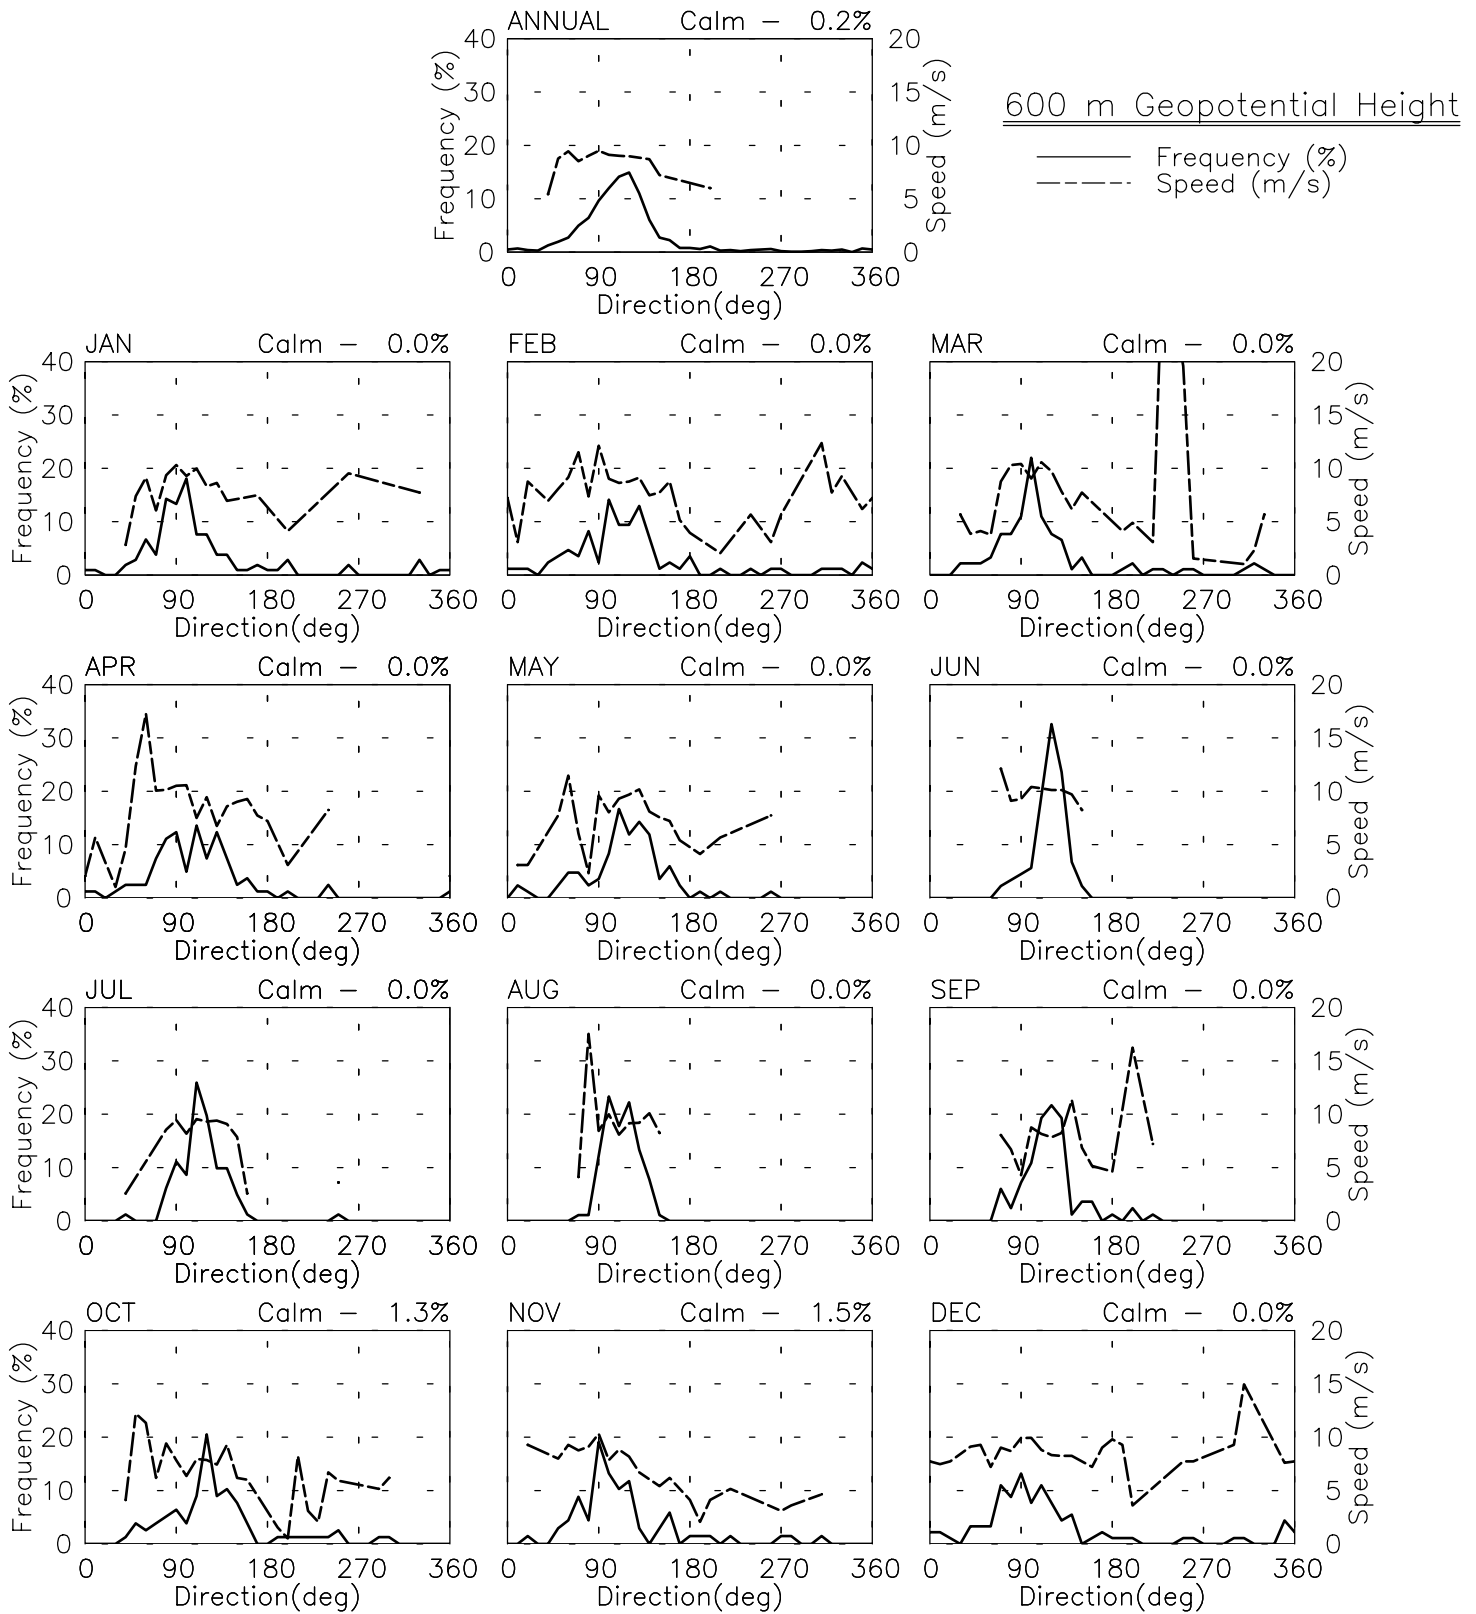 ANNUAL Calm – 0.2%
40 20
30 15
20 10
10 5
0 0
Frequency (%)
Speed (m/s)
0 90 180 270 360
Direction(deg)
600 m Geopotential Height
Frequency (%)
Speed (m/s)
JAN Calm – 0.0% FEB Calm – 0.0% MAR Calm – 0.0%
40 20
30 15
20 10
10 5
0 0
Frequency (%)
Speed (m/s)
0 90 180 270 360 0 90 180 270 360 0 90 180 270 360
Direction(deg) Direction(deg) Direction(deg)
APR Calm – 0.0% MAY Calm – 0.0% JUN Calm – 0.0%
40 20
30 15
20 10
10 5
0 0
Frequency (%)
Speed (m/s)
0 90 180 270 360 0 90 180 270 360 0 90 180 270 360
Direction(deg) Direction(deg) Direction(deg)
JUL Calm – 0.0% AUG Calm – 0.0% SEP Calm – 0.0%
40 20
30 15
20 10
10 5
0 0
Frequency (%)
Speed (m/s)
0 90 180 270 360 0 90 180 270 360 0 90 180 270 360
Direction(deg) Direction(deg) Direction(deg)
OCT Calm – 1.3% NOV Calm – 1.5% DEC Calm – 0.0%
40 20
30 15
20 10
10 5
0 0
Frequency (%)
Speed (m/s)
0 90 180 270 360 0 90 180 270 360 0 90 180 270 360
Direction(deg) Direction(deg) Direction(deg)